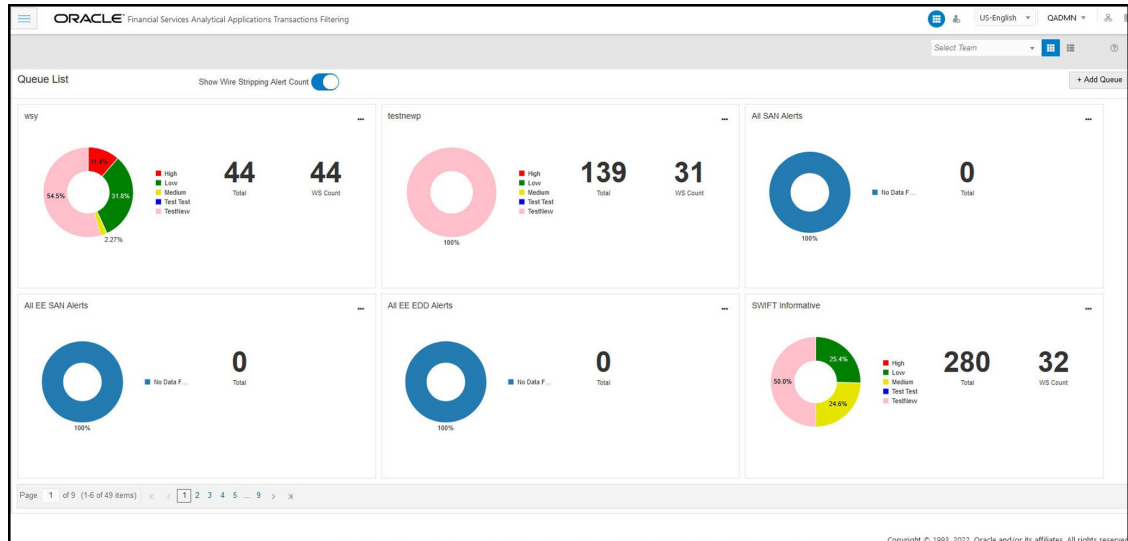 ORACLE® Financial Services Analytical Applications Transactions Filtering
US-English
QADMN
Select Team
Queue List
Show Wire Stripping Alert Count
+ Add Queue
wsy
...
11.4%
54.5%
31.8%
2.27%
High
Low
Medium
Test Test
TestNew
44
Total
44
WS Count
testnewp
...
100%
High
Low
Medium
Test Test
TestNew
139
Total
31
WS Count
All SAN Alerts
...
100%
No Data F...
0
Total
All EE SAN Alerts
...
100%
No Data F...
0
Total
All EE EDD Alerts
...
100%
No Data F...
0
Total
SWIFT Informative
...
25.4%
50.0%
24.6%
High
Low
Medium
Test Test
TestNew
280
Total
32
WS Count
Page 1 of 9 (1-6 of 49 items) 1 2 3 4 5 ... 9
Copyright © 1993, 2022, Oracle and/or its affiliates. All rights reserved